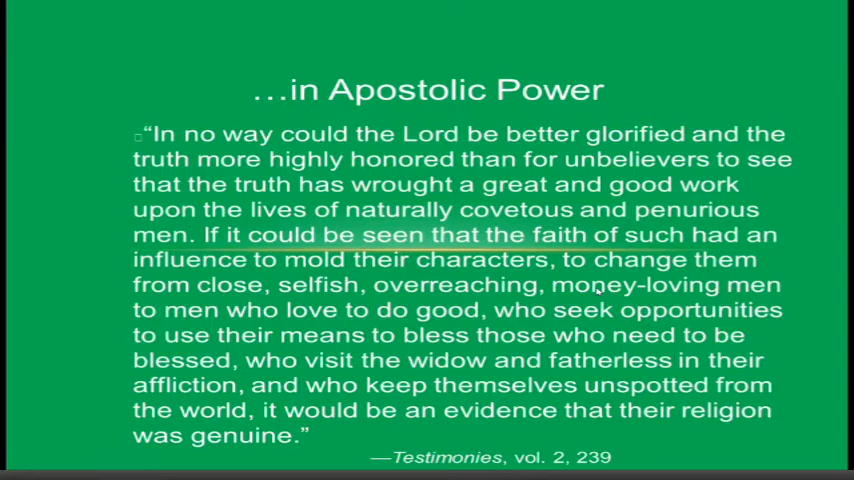 …in Apostolic Power
“In no way could the Lord be better glorified and the
truth more highly honored than for unbelievers to see
that the truth has wrought a great and good work
upon the lives of naturally covetous and penurious
men. If it could be seen that the faith of such had an
influence to mold their characters, to change them
from close, selfish, overreaching, money-loving men
to men who love to do good, who seek opportunities
to use their means to bless those who need to be
blessed, who visit the widow and fatherless in their
affliction, and who keep themselves unspotted from
the world, it would be an evidence that their religion
was genuine.”
—Testimonies, vol. 2, 239